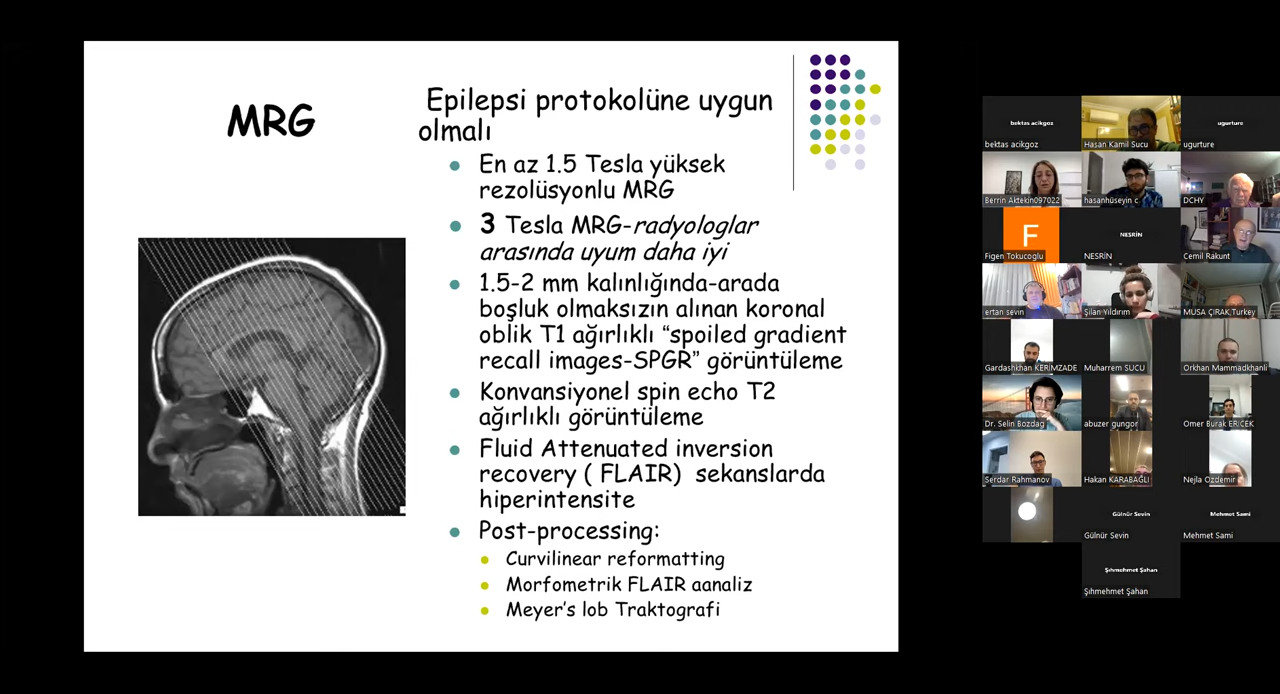 MRG
Epilepsi protokolüne uygun
olmalı
En az 1.5 Tesla yüksek
rezolüsyonlu MRG
3 Tesla MRG-radyologlar
arasında uyum daha iyi
1.5-2 mm kalınlığında-arada
boşluk olmaksızın alınan koronal
oblik T1 ağırlıklı “spoiled gradient
recall images-SPGR” görüntüleme
Konvansiyonel spin echo T2
ağırlıklı görüntüleme
Fluid Attenuated inversion
recovery ( FLAIR) sekanslarda
hiperintensite
Post-processing:
Curvilinear reformatting
Morfometrik FLAIR aanaliz
Meyer’s lob Traktografi
bektas acikgoz
bektas acikgoz
Hasan Kamil Sucu
ugurture
ugurture
Berrin Aktekin097022
hasanhüseyin c
DCHY
F
Figen Tokucoglu
NESRİN
NESRİN
Cemil Rakunt
ertan sevin
Şilan Yıldırım
MUSA ÇIRAK Turkey
Gardashkhan KERIMZADE
Muharrem SUCU
Orkhan Mammadkhanli
Dr. Selin Bozdag
abuzer gungor
Omer Burak ERICEK
Serdar Rahmanov
Hakan KARABAĞLI
Nejla Ozdemir
Gülnür Sevin
Gülnür Sevin
Mehmet Sami
Mehmet Sami
Şıhmehmet Şahan
Şıhmehmet Şahan